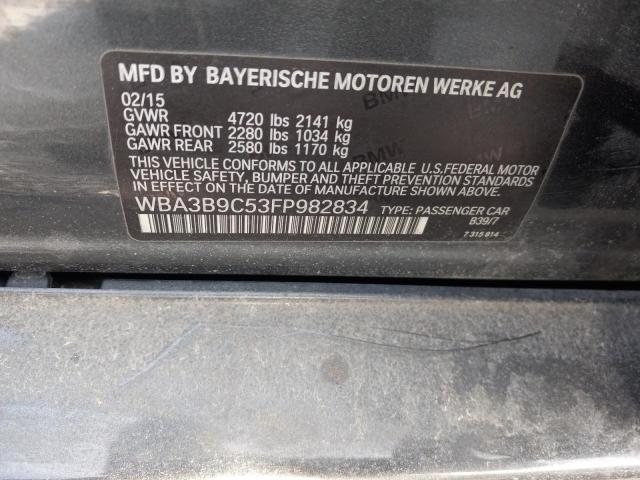 MFD BY BAYERISCHE MOTOREN WERKE AG
02/15
GVWR 4720 lbs 2141 kg
GAWR FRONT 2280 lbs 1034 kg
GAWR REAR 2580 lbs 1170 kg
THIS VEHICLE CONFORMS TO ALL APPLICABLE U.S.FEDERAL MOTOR
VEHICLE SAFETY, BUMPER AND THEFT PREVENTION STANDARDS
IN EFFECT ON THE DATE OF MANUFACTURE SHOWN ABOVE.
WBA3B9C53FP982834 TYPE: PASSENGER CAR
B39/7
7 315 814
BMW
BMW